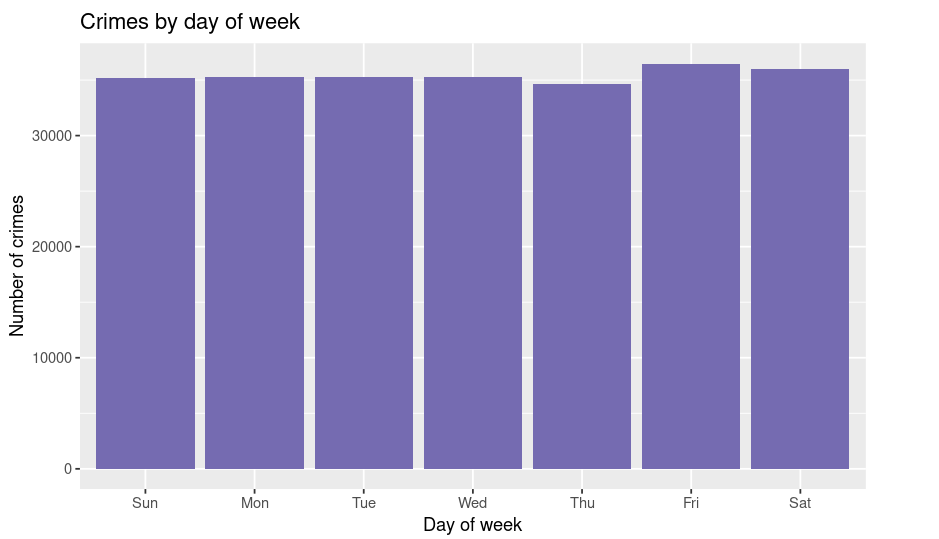 Crimes by day of week
Number of crimes
30000
20000
10000
0
Sun Mon Tue Wed Thu Fri Sat
Day of week